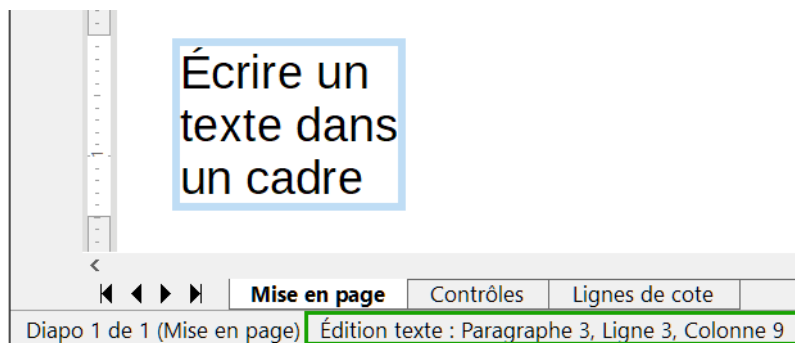 Écrire un
texte dans
un cadre
Mise en page Contrôles Lignes de cote
Diapo 1 de 1 (Mise en page) Édition texte : Paragraphe 3, Ligne 3, Colonne 9